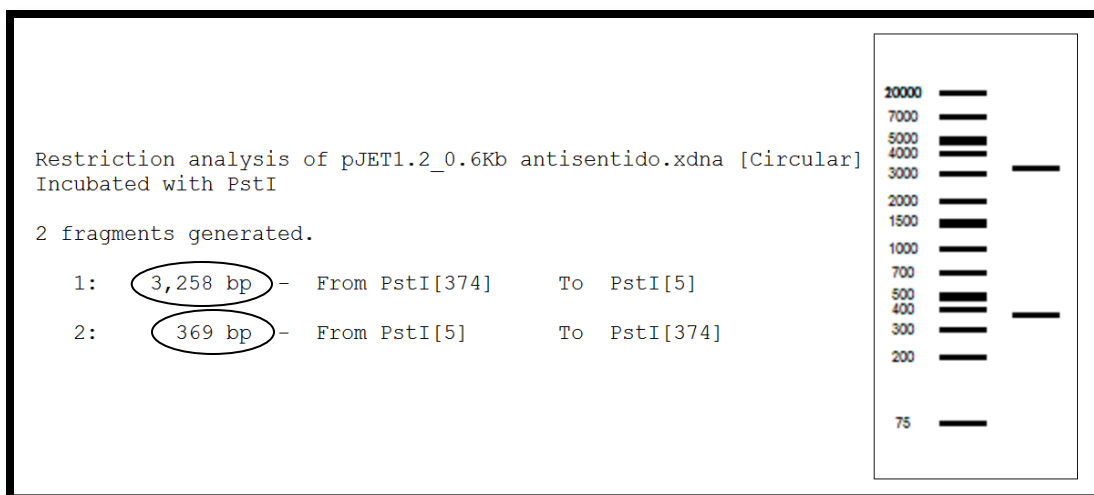 Restriction analysis of pJET1.2_0.6Kb antisentido.xdna [Circular]
Incubated with PstI
2 fragments generated.
1: 3,258 bp - From PstI[374] To PstI[5]
2: 369 bp - From PstI[5] To PstI[374]
20000
7000
5000
4000
3000
2000
1500
1000
700
500
400
300
200
75